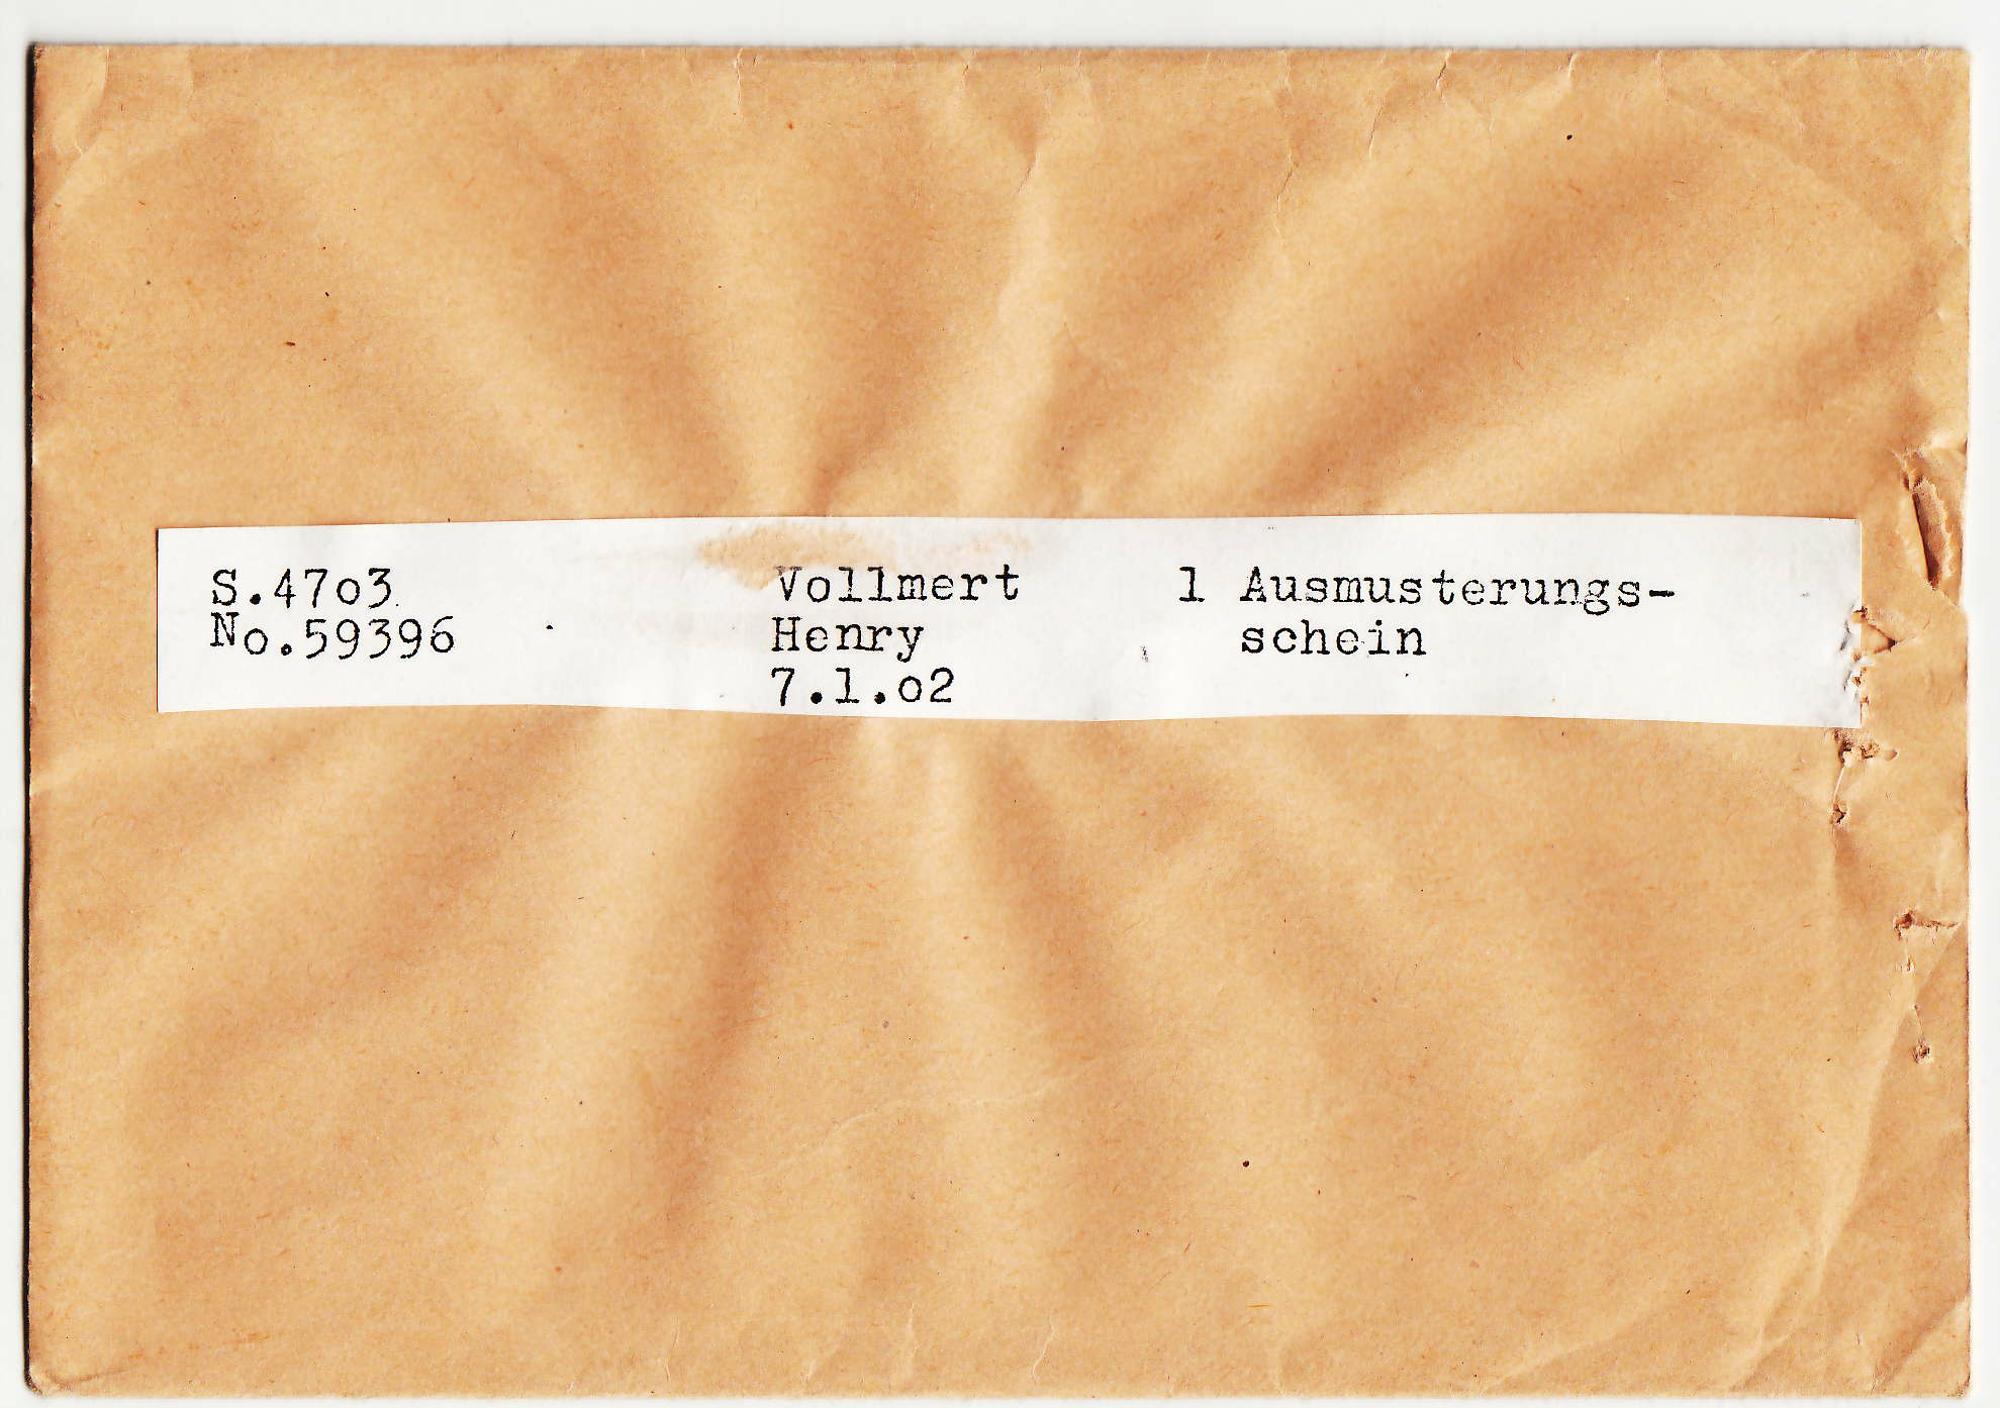 S.47o3
No.59396
Vollmert
Henry
7.1.o2
1 Ausmusterungs-
schein